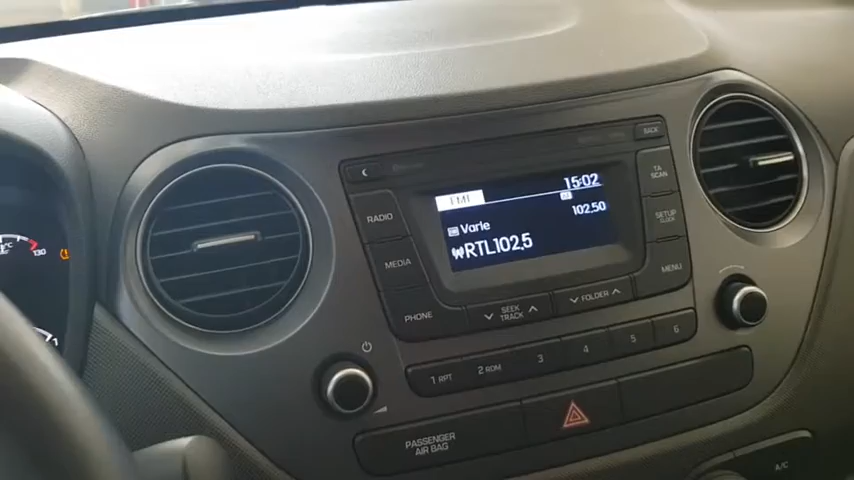 BACK
TA
SCAN
FM1
15:02
102.50
RADIO
Varie
RTL102,5
SETUP
MEDIA
MENU
PHONE
SEEK
TRACK
FOLDER
1 RPT
2 RDM
3
4
5
6
PASSENGER
AIR BAG
A/C
°C
130